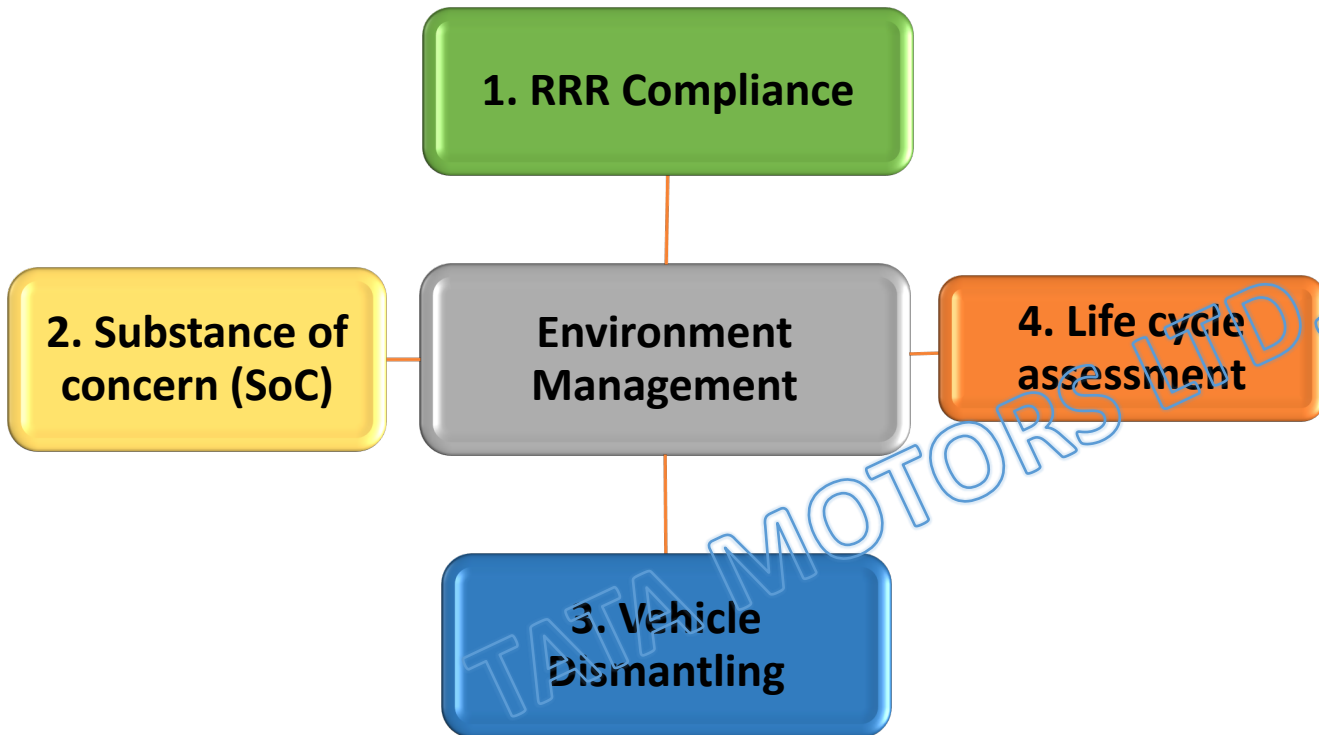 1. RRR Compliance
2. Substance of
concern (SoC)
Environment
Management
4. Life cycle
assessment
3. Vehicle
Dismantling
TATA MOTORS LTD.